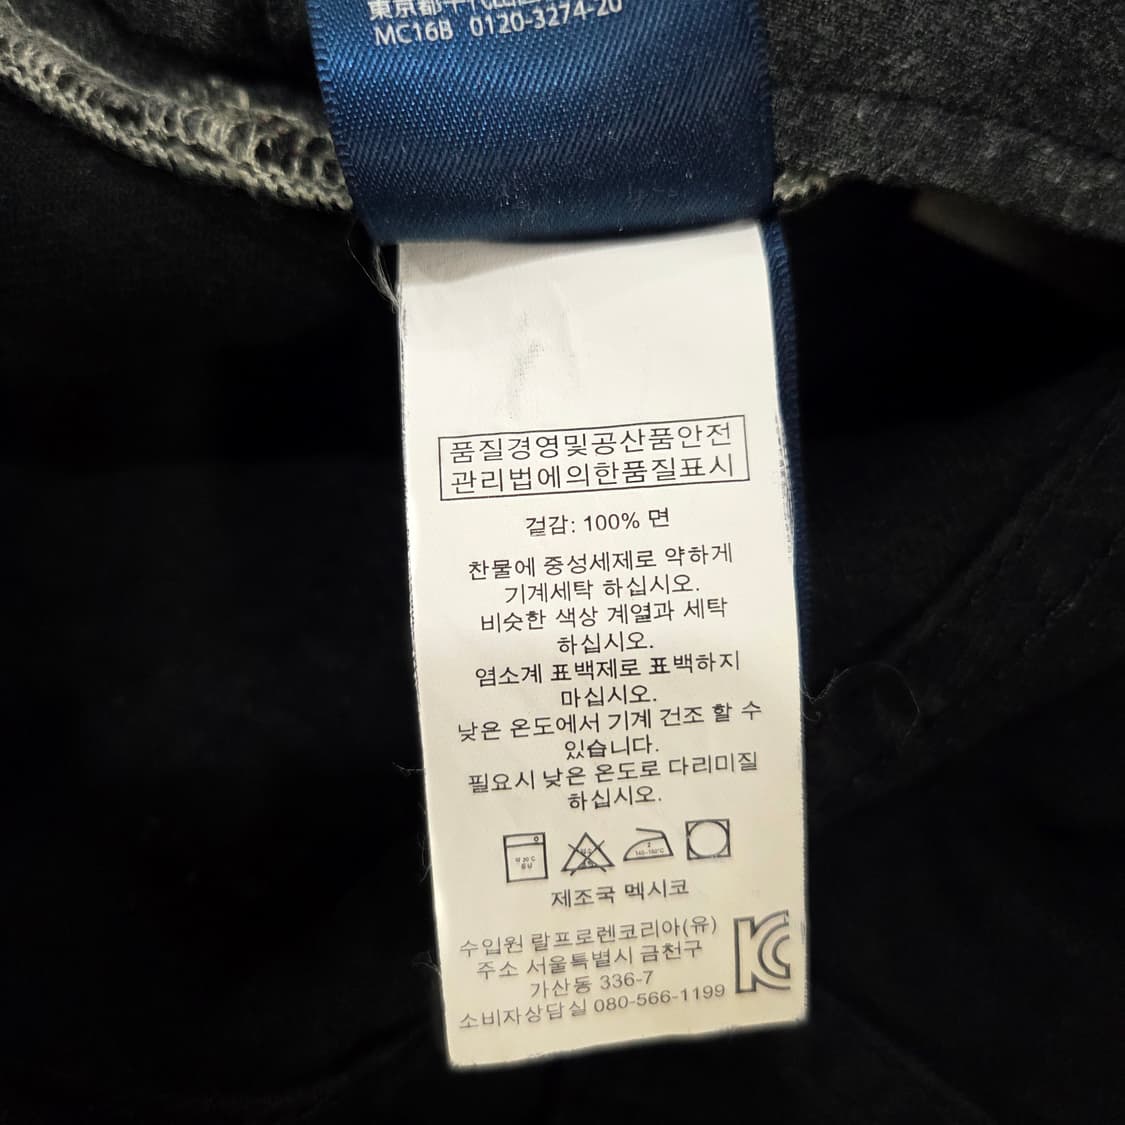 MC16B 0120-3274-20
품질경영및공산품안전
관리법에의한품질표시
겉감: 100% 면
찬물에 중성세제로 약하게
기계세탁 하십시오.
비슷한 색상 계열과 세탁
하십시오.
염소계 표백제로 표백하지
마십시오.
낮은 온도에서 기계 건조 할 수
있습니다.
필요시 낮은 온도로 다리미질
하십시오.
제조국 멕시코
수입원 랄프로렌코리아(유)
주소 서울특별시 금천구
가산동 336-7
소비자상담실 080-566-1199